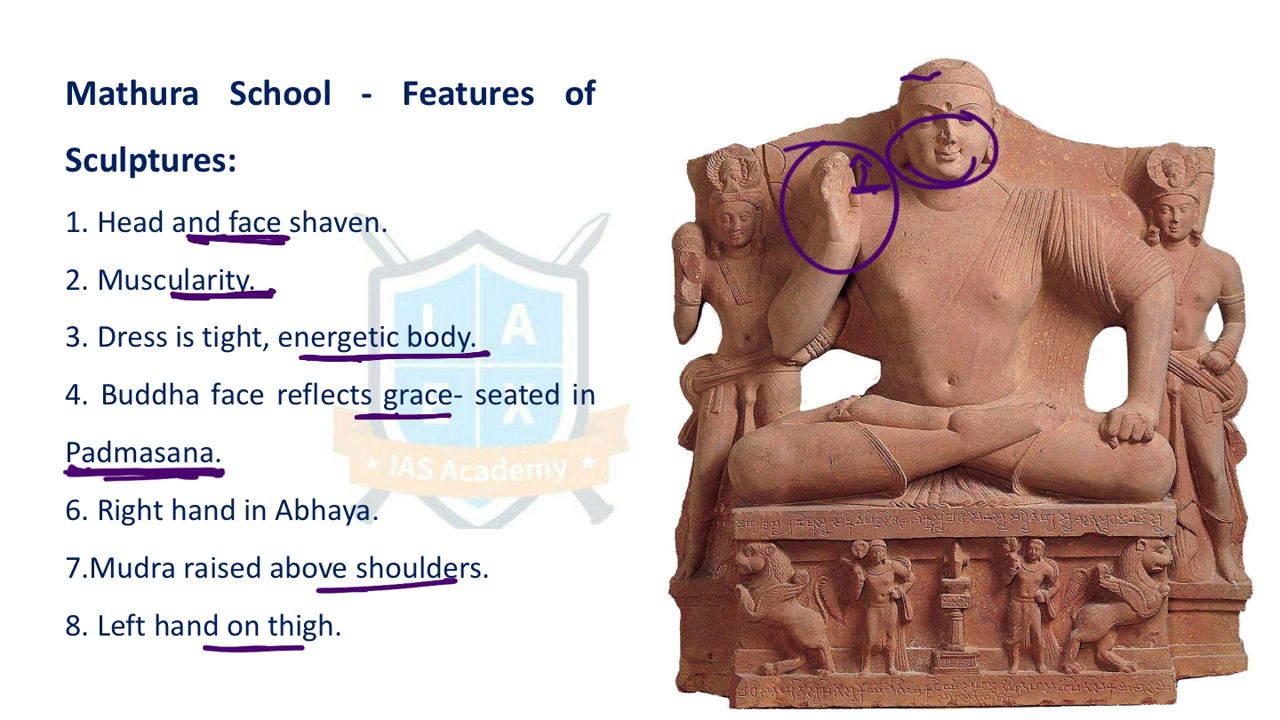 Mathura School - Features of
Sculptures:
1. Head and face shaven.
2. Muscularity.
3. Dress is tight, energetic body.
4. Buddha face reflects grace- seated in
Padmasana.
6. Right hand in Abhaya.
7.Mudra raised above shoulders.
8. Left hand on thigh.
I A
C X
IAS Academy